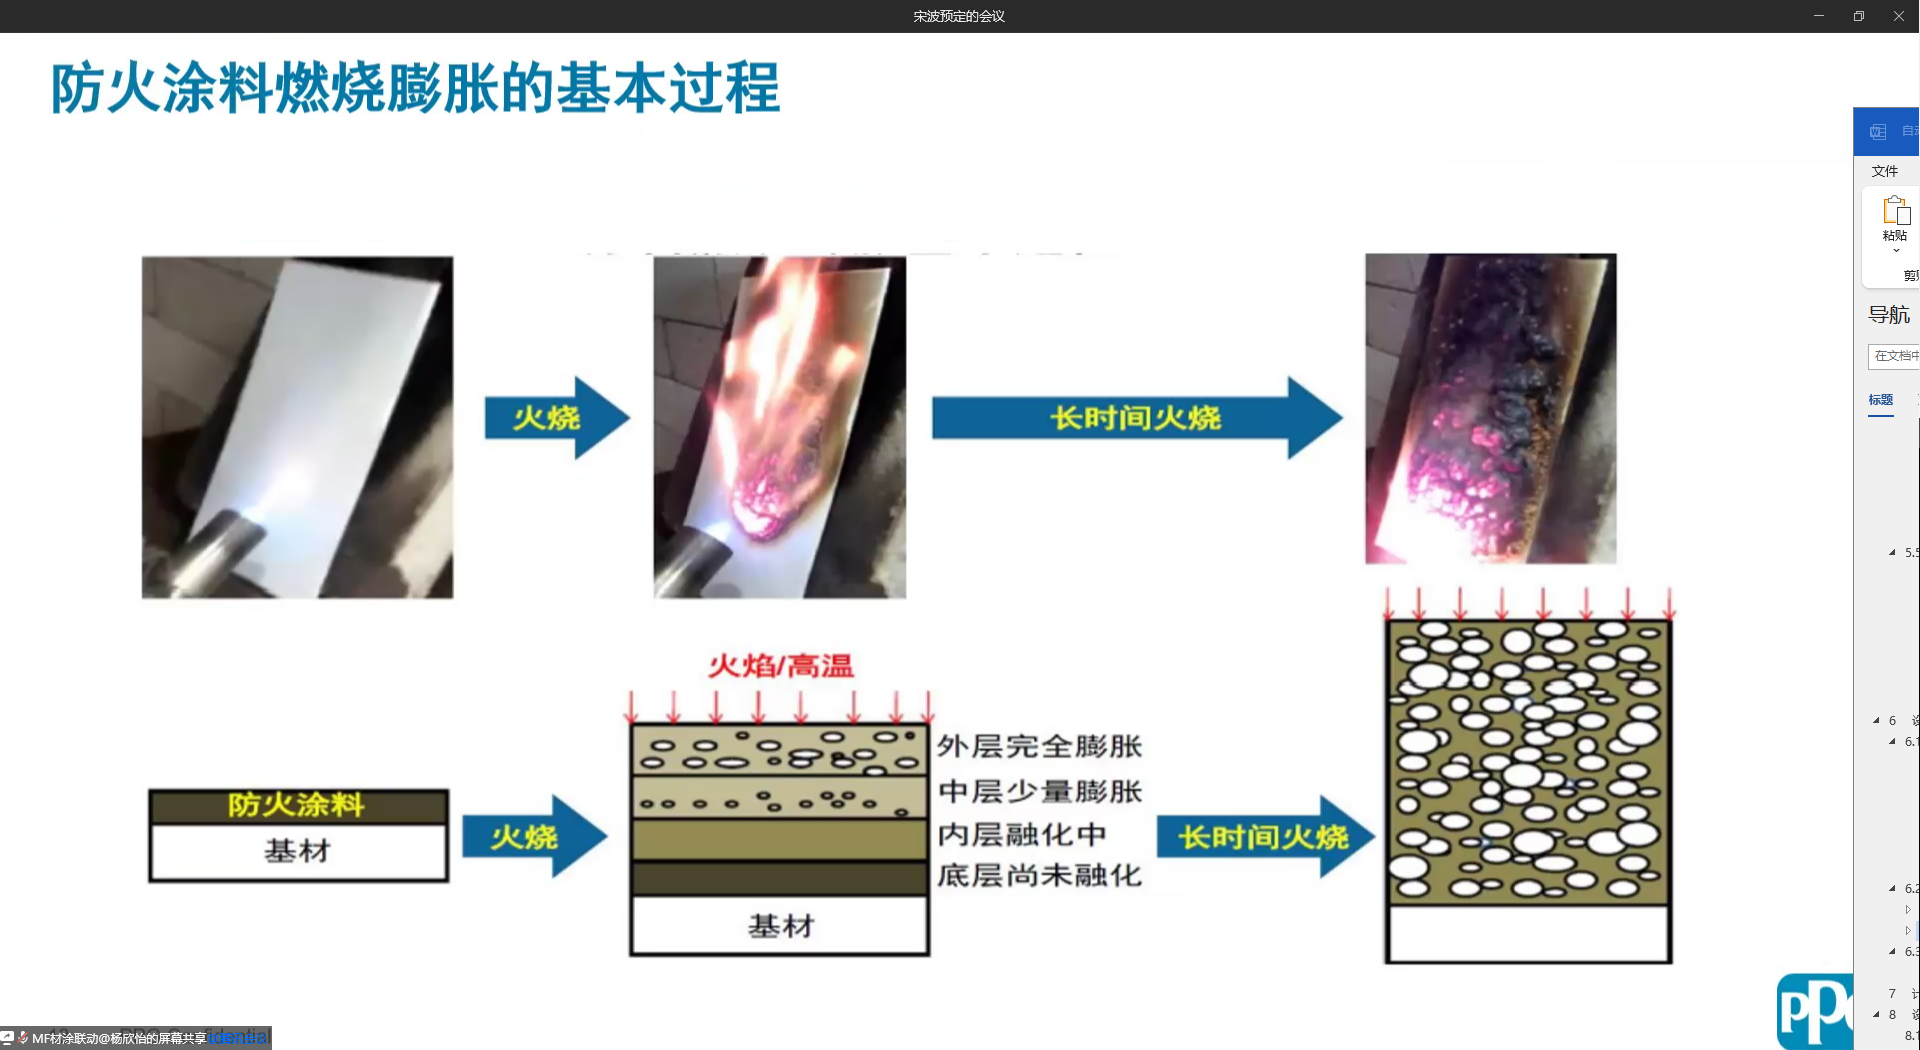 宋波预定的会议
防火涂料燃烧膨胀的基本过程
火烧
长时间火烧
火焰/高温
外层完全膨胀
中层少量膨胀
内层融化中
底层尚未融化
防火涂料
基材
火烧
基材
长时间火烧
文件
粘贴
导航
在文档中
标题
5.5
6
6.1
6.2
6.3
7
8
8.1
MF材涂联动@杨欣怡的屏幕共享